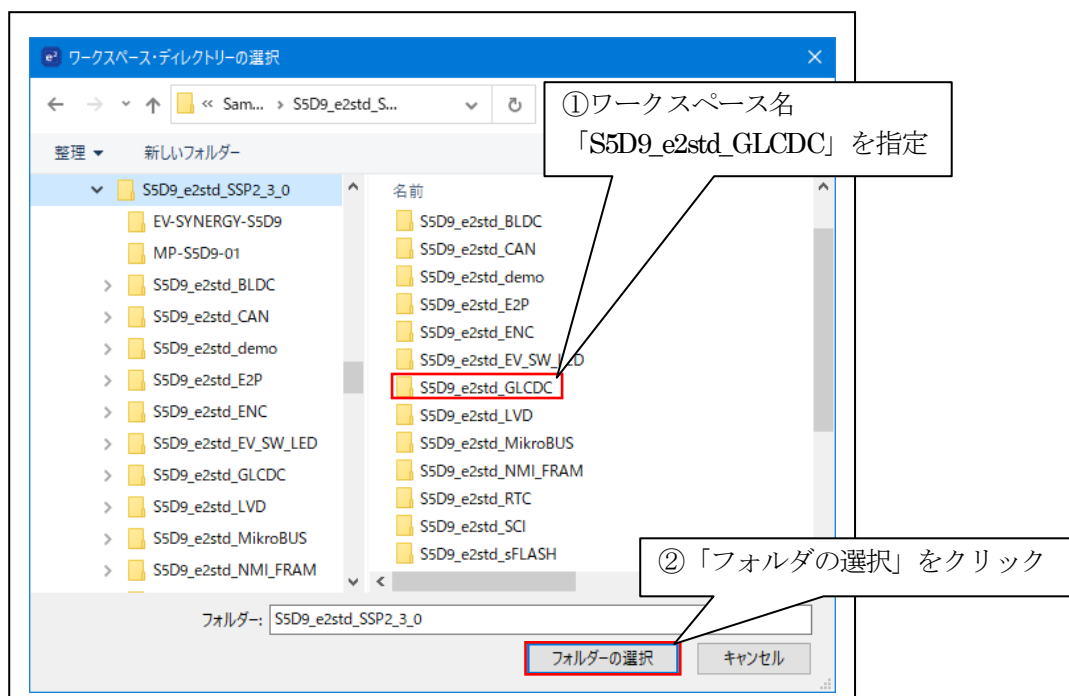 e² ワークスペース・ディレクトリーの選択
« Sam... › S5D9_e2std_S...
①ワークスペース名
「S5D9_e2std_GLCDC」を指定
整理 新しいフォルダー
S5D9_e2std_SSP2_3_0
EV-SYNERGY-S5D9
MP-S5D9-01
S5D9_e2std_BLDC
S5D9_e2std_CAN
S5D9_e2std_demo
S5D9_e2std_E2P
S5D9_e2std_ENC
S5D9_e2std_EV_SW_LED
S5D9_e2std_GLCDC
S5D9_e2std_LVD
S5D9_e2std_MikroBUS
S5D9_e2std_NMI_FRAM
名前
S5D9_e2std_BLDC
S5D9_e2std_CAN
S5D9_e2std_demo
S5D9_e2std_E2P
S5D9_e2std_ENC
S5D9_e2std_EV_SW_LED
S5D9_e2std_GLCDC
S5D9_e2std_LVD
S5D9_e2std_MikroBUS
S5D9_e2std_NMI_FRAM
S5D9_e2std_RTC
S5D9_e2std_SCI
S5D9_e2std_sFLASH
②「フォルダの選択」をクリック
フォルダー: S5D9_e2std_SSP2_3_0
フォルダーの選択 キャンセル